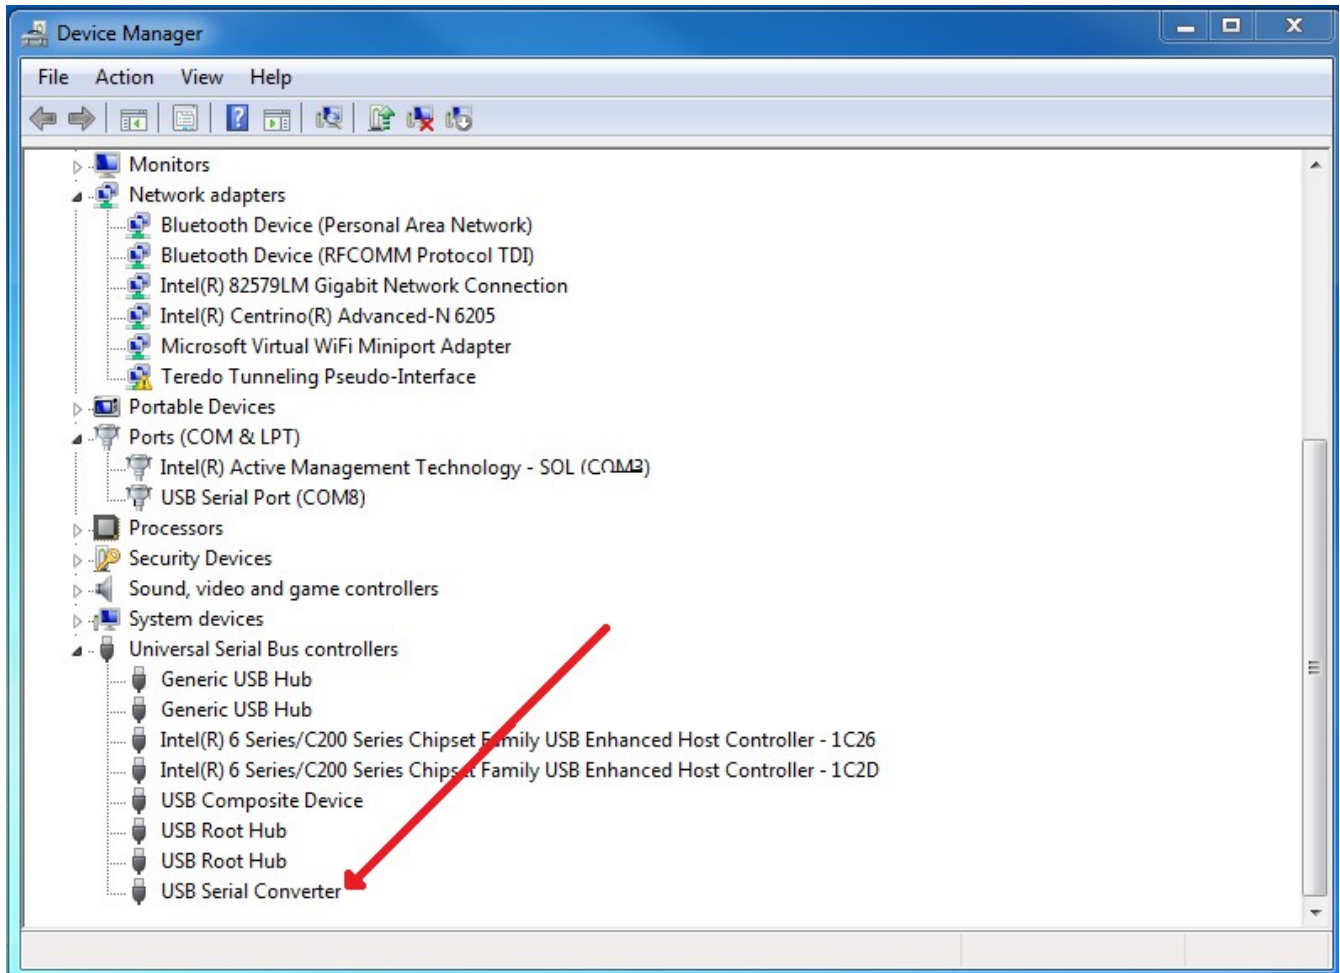 Device Manager
File Action View Help
Monitors
Network adapters
Bluetooth Device (Personal Area Network)
Bluetooth Device (RFCOMM Protocol TDI)
Intel(R) 82579LM Gigabit Network Connection
Intel(R) Centrino(R) Advanced-N 6205
Microsoft Virtual WiFi Miniport Adapter
Teredo Tunneling Pseudo-Interface
Portable Devices
Ports (COM & LPT)
Intel(R) Active Management Technology - SOL (COM3)
USB Serial Port (COM8)
Processors
Security Devices
Sound, video and game controllers
System devices
Universal Serial Bus controllers
Generic USB Hub
Generic USB Hub
Intel(R) 6 Series/C200 Series Chipset Family USB Enhanced Host Controller - 1C26
Intel(R) 6 Series/C200 Series Chipset Family USB Enhanced Host Controller - 1C2D
USB Composite Device
USB Root Hub
USB Root Hub
USB Serial Converter